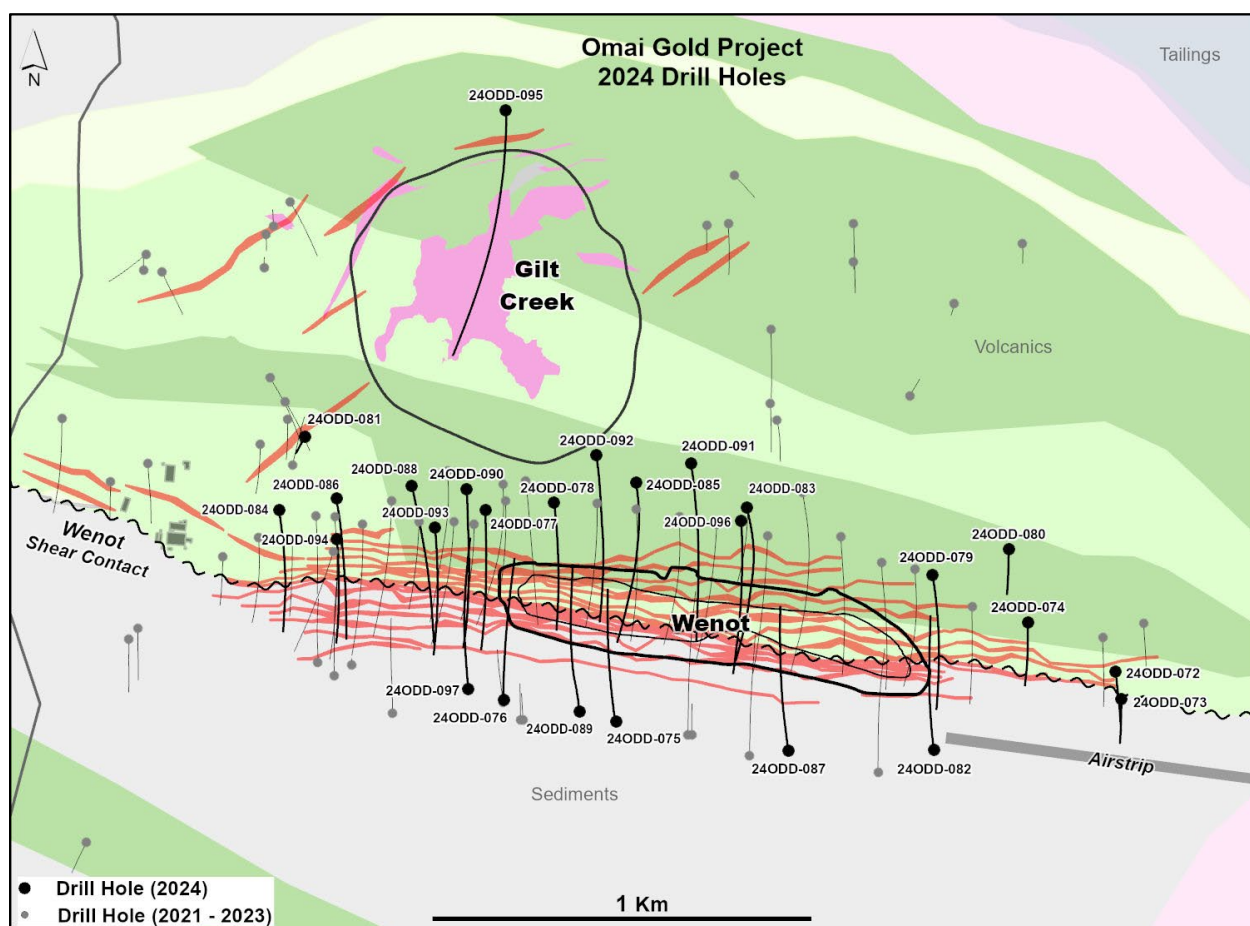 Omai Gold Project
2024 Drill Holes
Tailings
N
24ODD-095
Gilt
Creek
Volcanics
24ODD-081
24ODD-092
24ODD-091
24ODD-088
24ODD-090
24ODD-086
24ODD-078
24ODD-085
24ODD-083
24ODD-084
24ODD-093
24ODD-077
24ODD-096
24ODD-094
24ODD-080
24ODD-079
24ODD-074
Wenot
Shear Contact
Wenot
24ODD-072
24ODD-097
24ODD-073
24ODD-076
24ODD-089
24ODD-075
24ODD-087
24ODD-082
Airstrip
Sediments
Drill Hole (2024)
Drill Hole (2021 - 2023)
1 Km